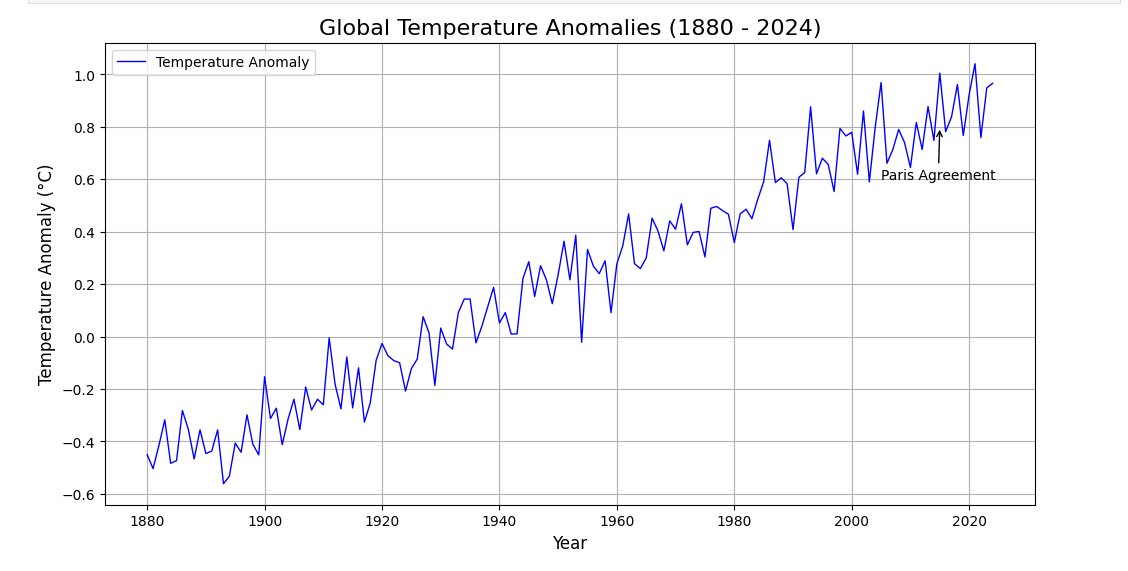 Global Temperature Anomalies (1880 - 2024)
Temperature Anomaly
1.0
0.8
0.6
0.4
0.2
0.0
−0.2
−0.4
−0.6
Temperature Anomaly (°C)
Paris Agreement
1880 1900 1920 1940 1960 1980 2000 2020
Year